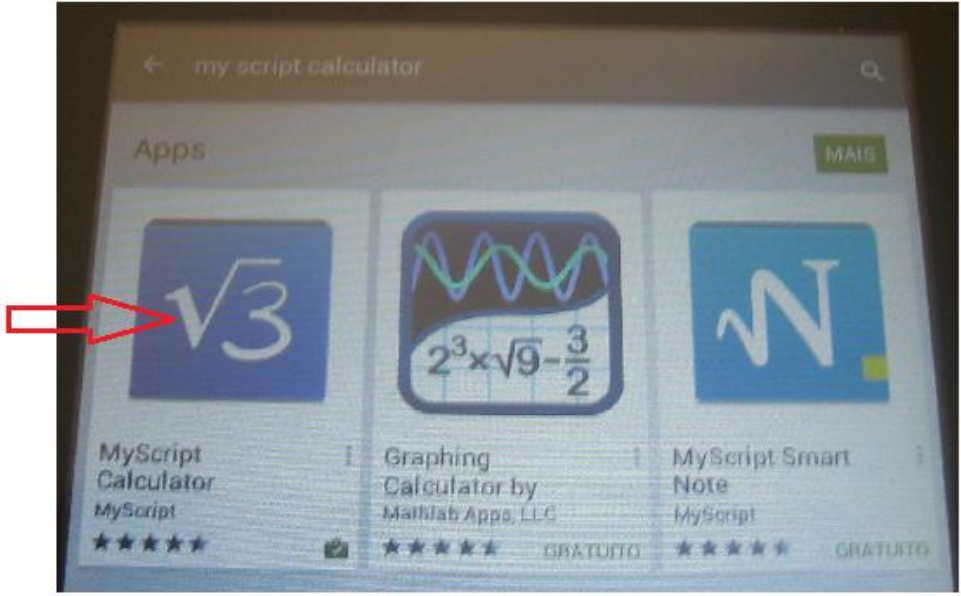 my script calculator
Apps
MAIS
√3
2³×√9-3/2
N
MyScript
Calculator
MyScript
Graphing
Calculator by
Mathlab Apps, LLC
GRATUITO
MyScript Smart
Note
MyScript
GRATUITO